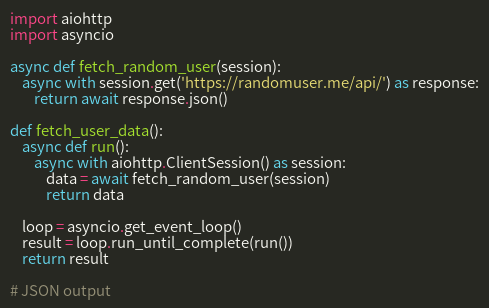 import aiohttp
import asyncio

async def fetch_random_user(session):
    async with session.get('https://randomuser.me/api/') as response:
        return await response.json()

def fetch_user_data():
    async def run():
        async with aiohttp.ClientSession() as session:
            data = await fetch_random_user(session)
            return data

    loop = asyncio.get_event_loop()
    result = loop.run_until_complete(run())
    return result

# JSON output